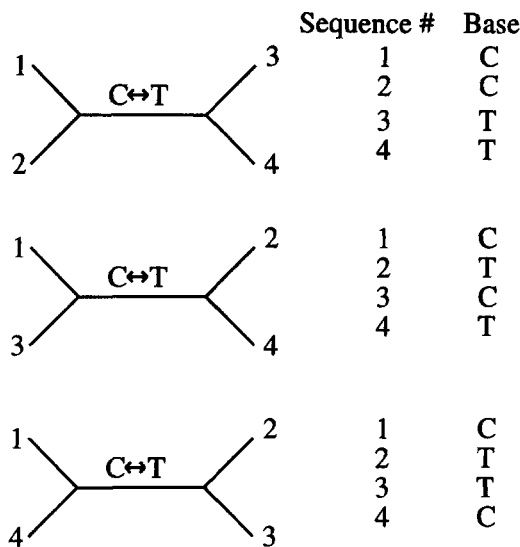 Sequence # Base
1 3 1 C
C↔T 2 C
3 T
2 4 4 T
1 2 1 C
C↔T 2 T
3 C
3 4 4 T
1 2 1 C
C↔T 2 T
3 T
4 3 4 C